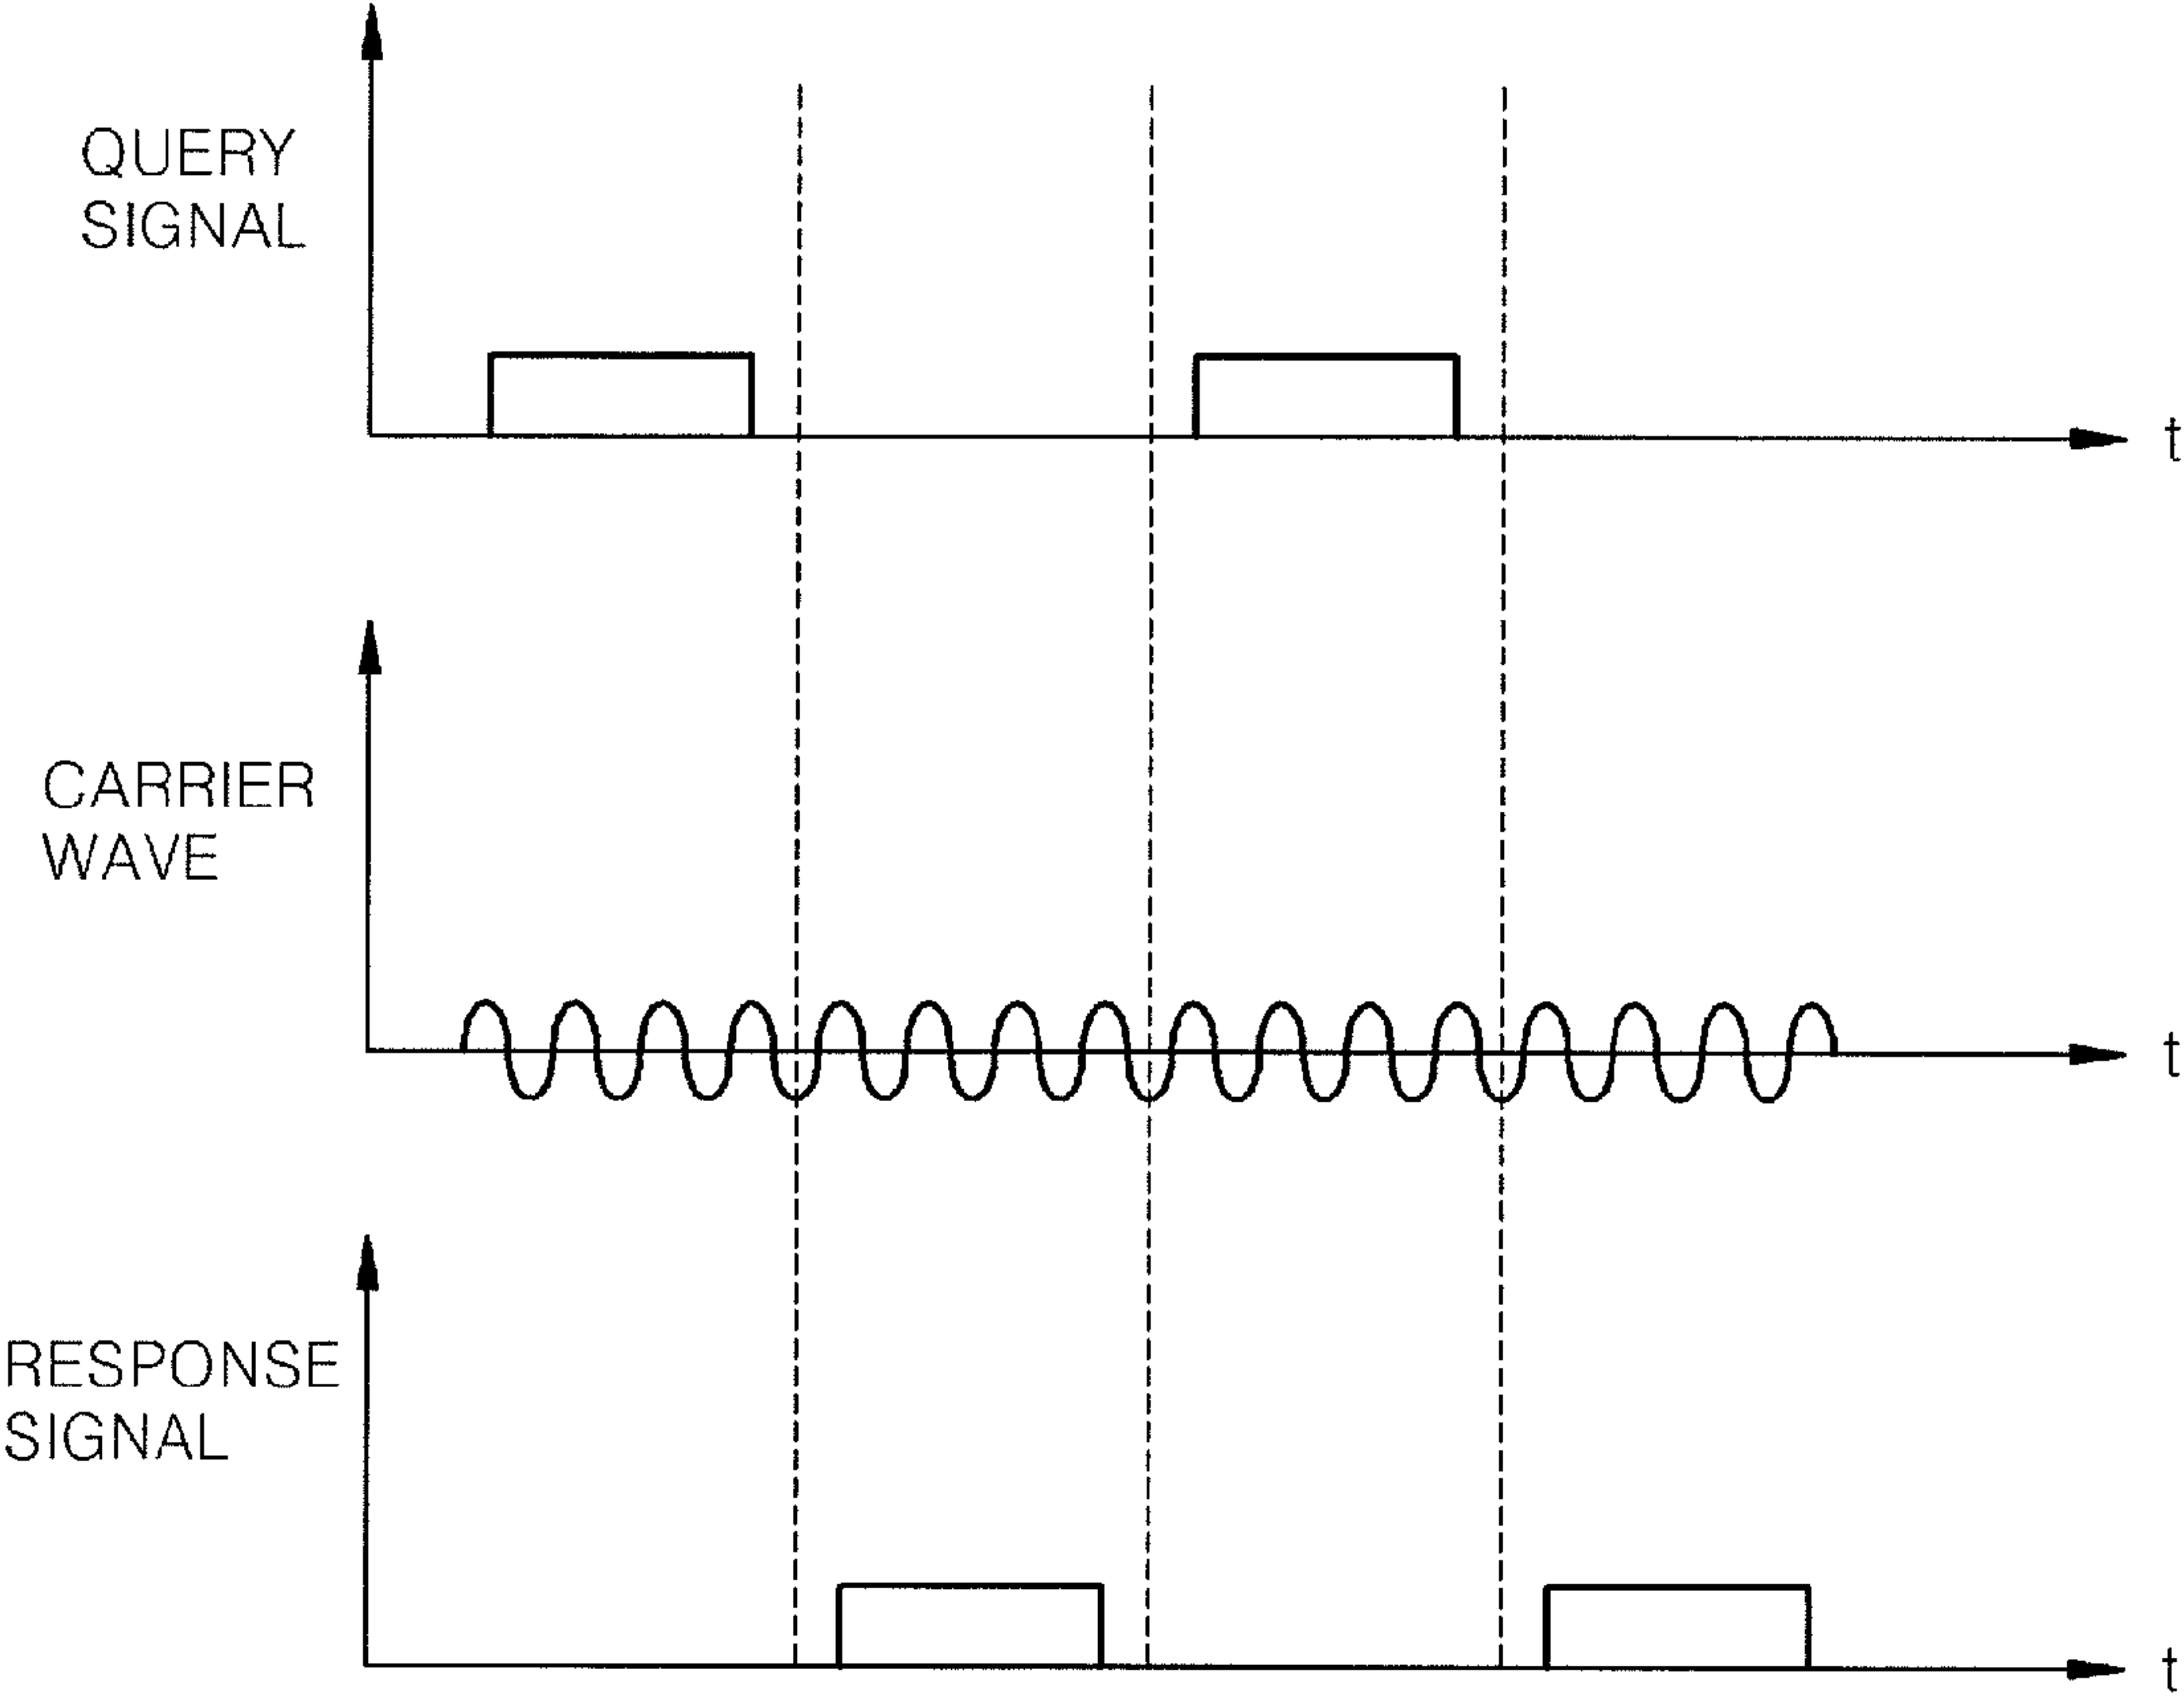 QUERY
SIGNAL
t
CARRIER
WAVE
t
RESPONSE
SIGNAL
t